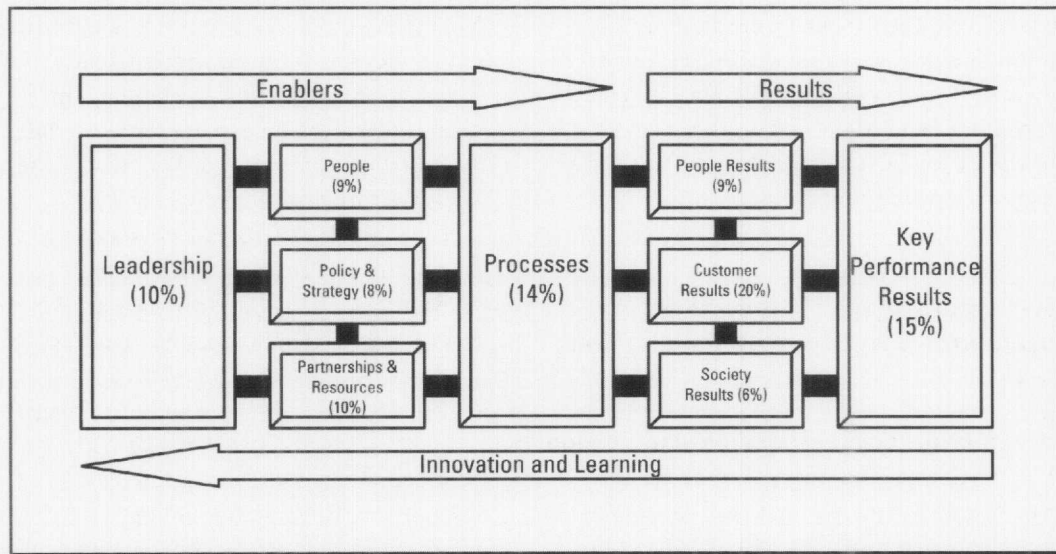 Enablers
Results
Leadership
(10%)
People
(9%)
Policy &
Strategy (8%)
Partnerships &
Resources
(10%)
Processes
(14%)
People Results
(9%)
Customer
Results (20%)
Society
Results (6%)
Key
Performance
Results
(15%)
Innovation and Learning